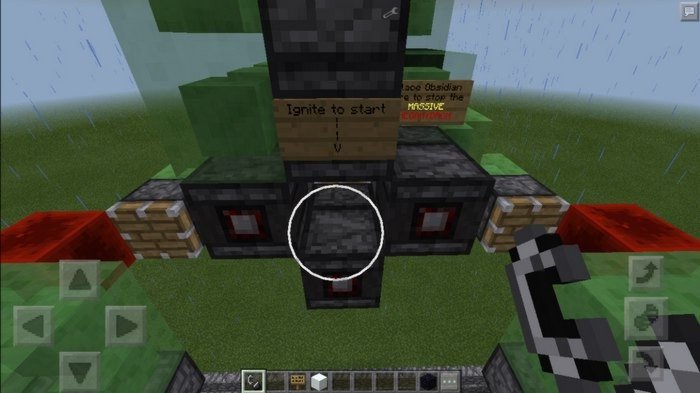 Ignite to start
|
|
V
Obsidian
to stop the
MASSIVE